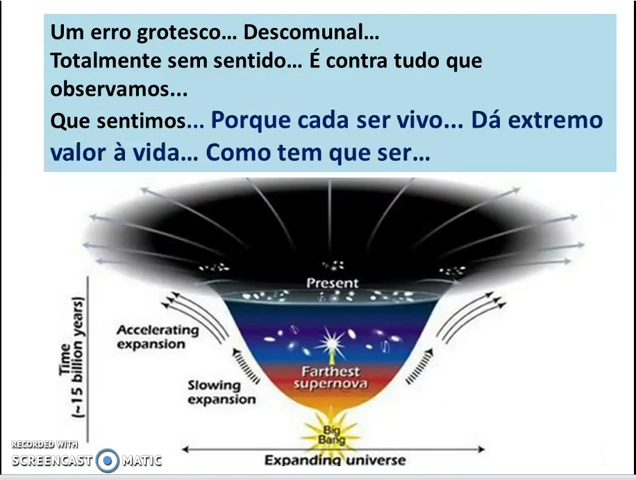 Um erro grotesco... Descomunal...
Totalmente sem sentido... É contra tudo que
observamos...
Que sentimos... Porque cada ser vivo... Dá extremo
valor à vida... Como tem que ser...
Present
Accelerating
expansion
Time
(~15 billion years)
Farthest
supernova
Slowing
expansion
Big
Bang
Expanding universe
RECORDED WITH
SCREENCAST MATIC